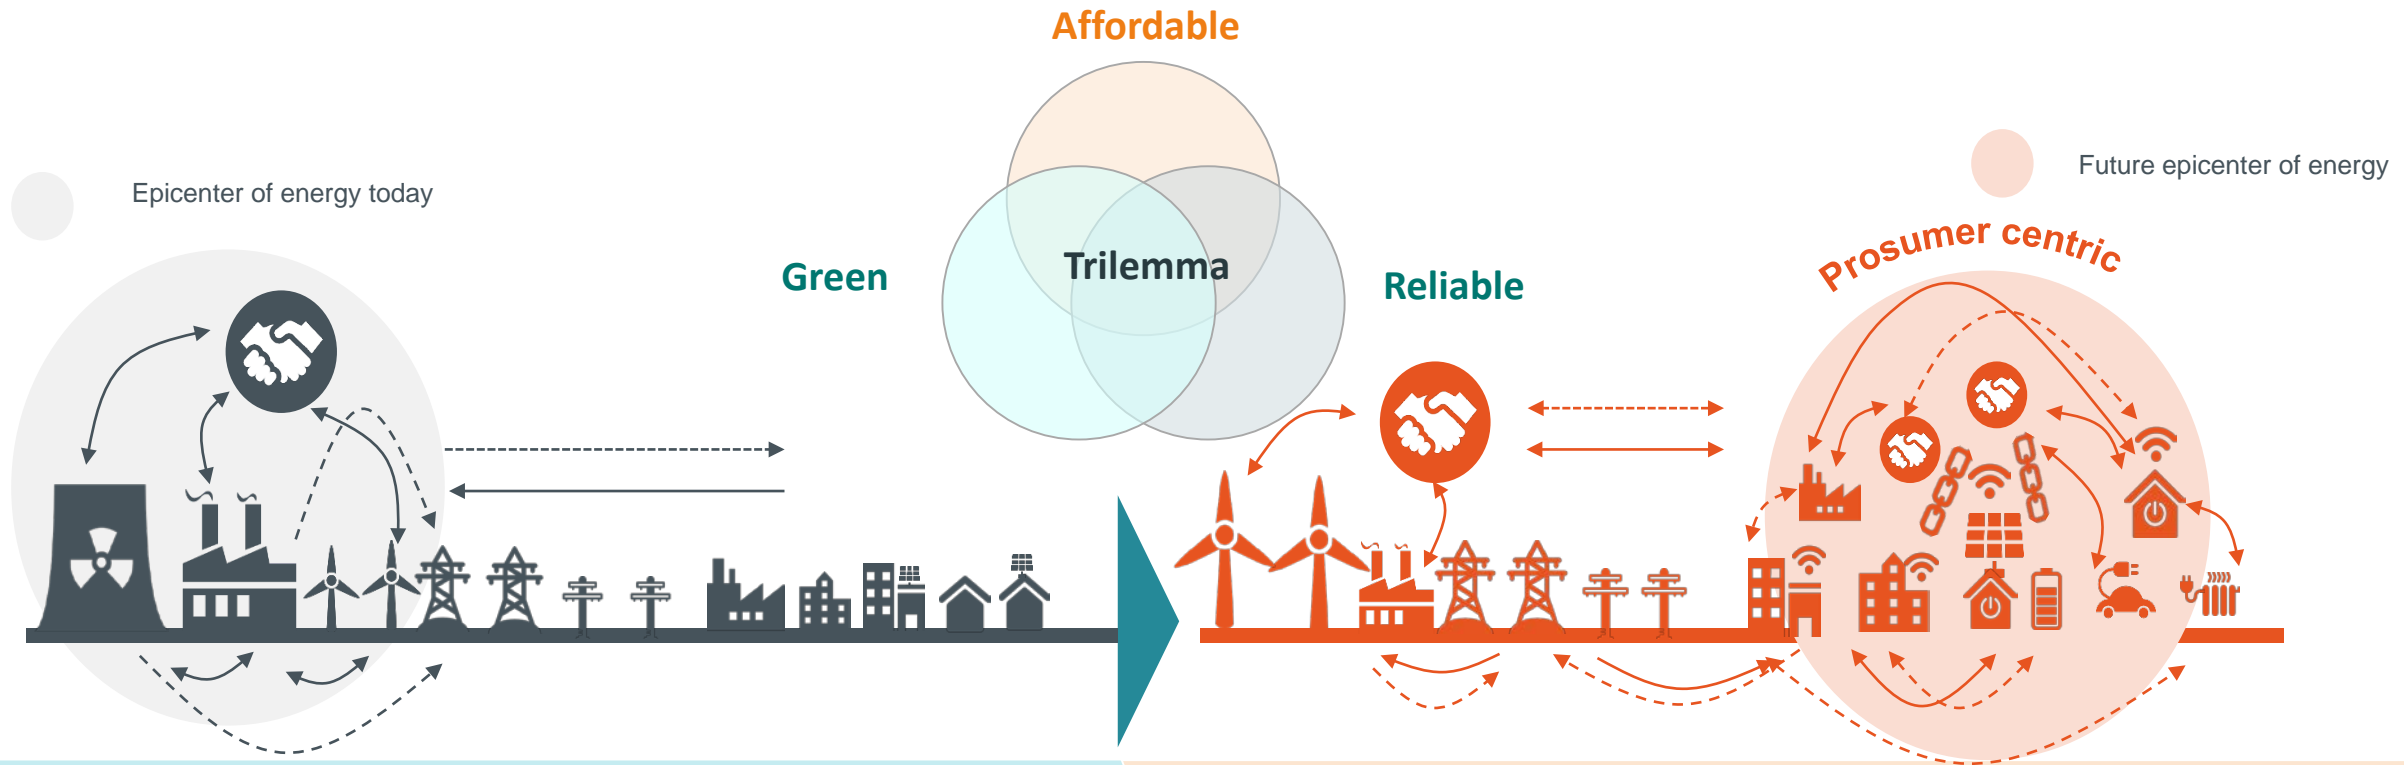 Affordable
Epicenter of energy today
Future epicenter of energy
Prosumer centric
Green
Trilemma
Reliable